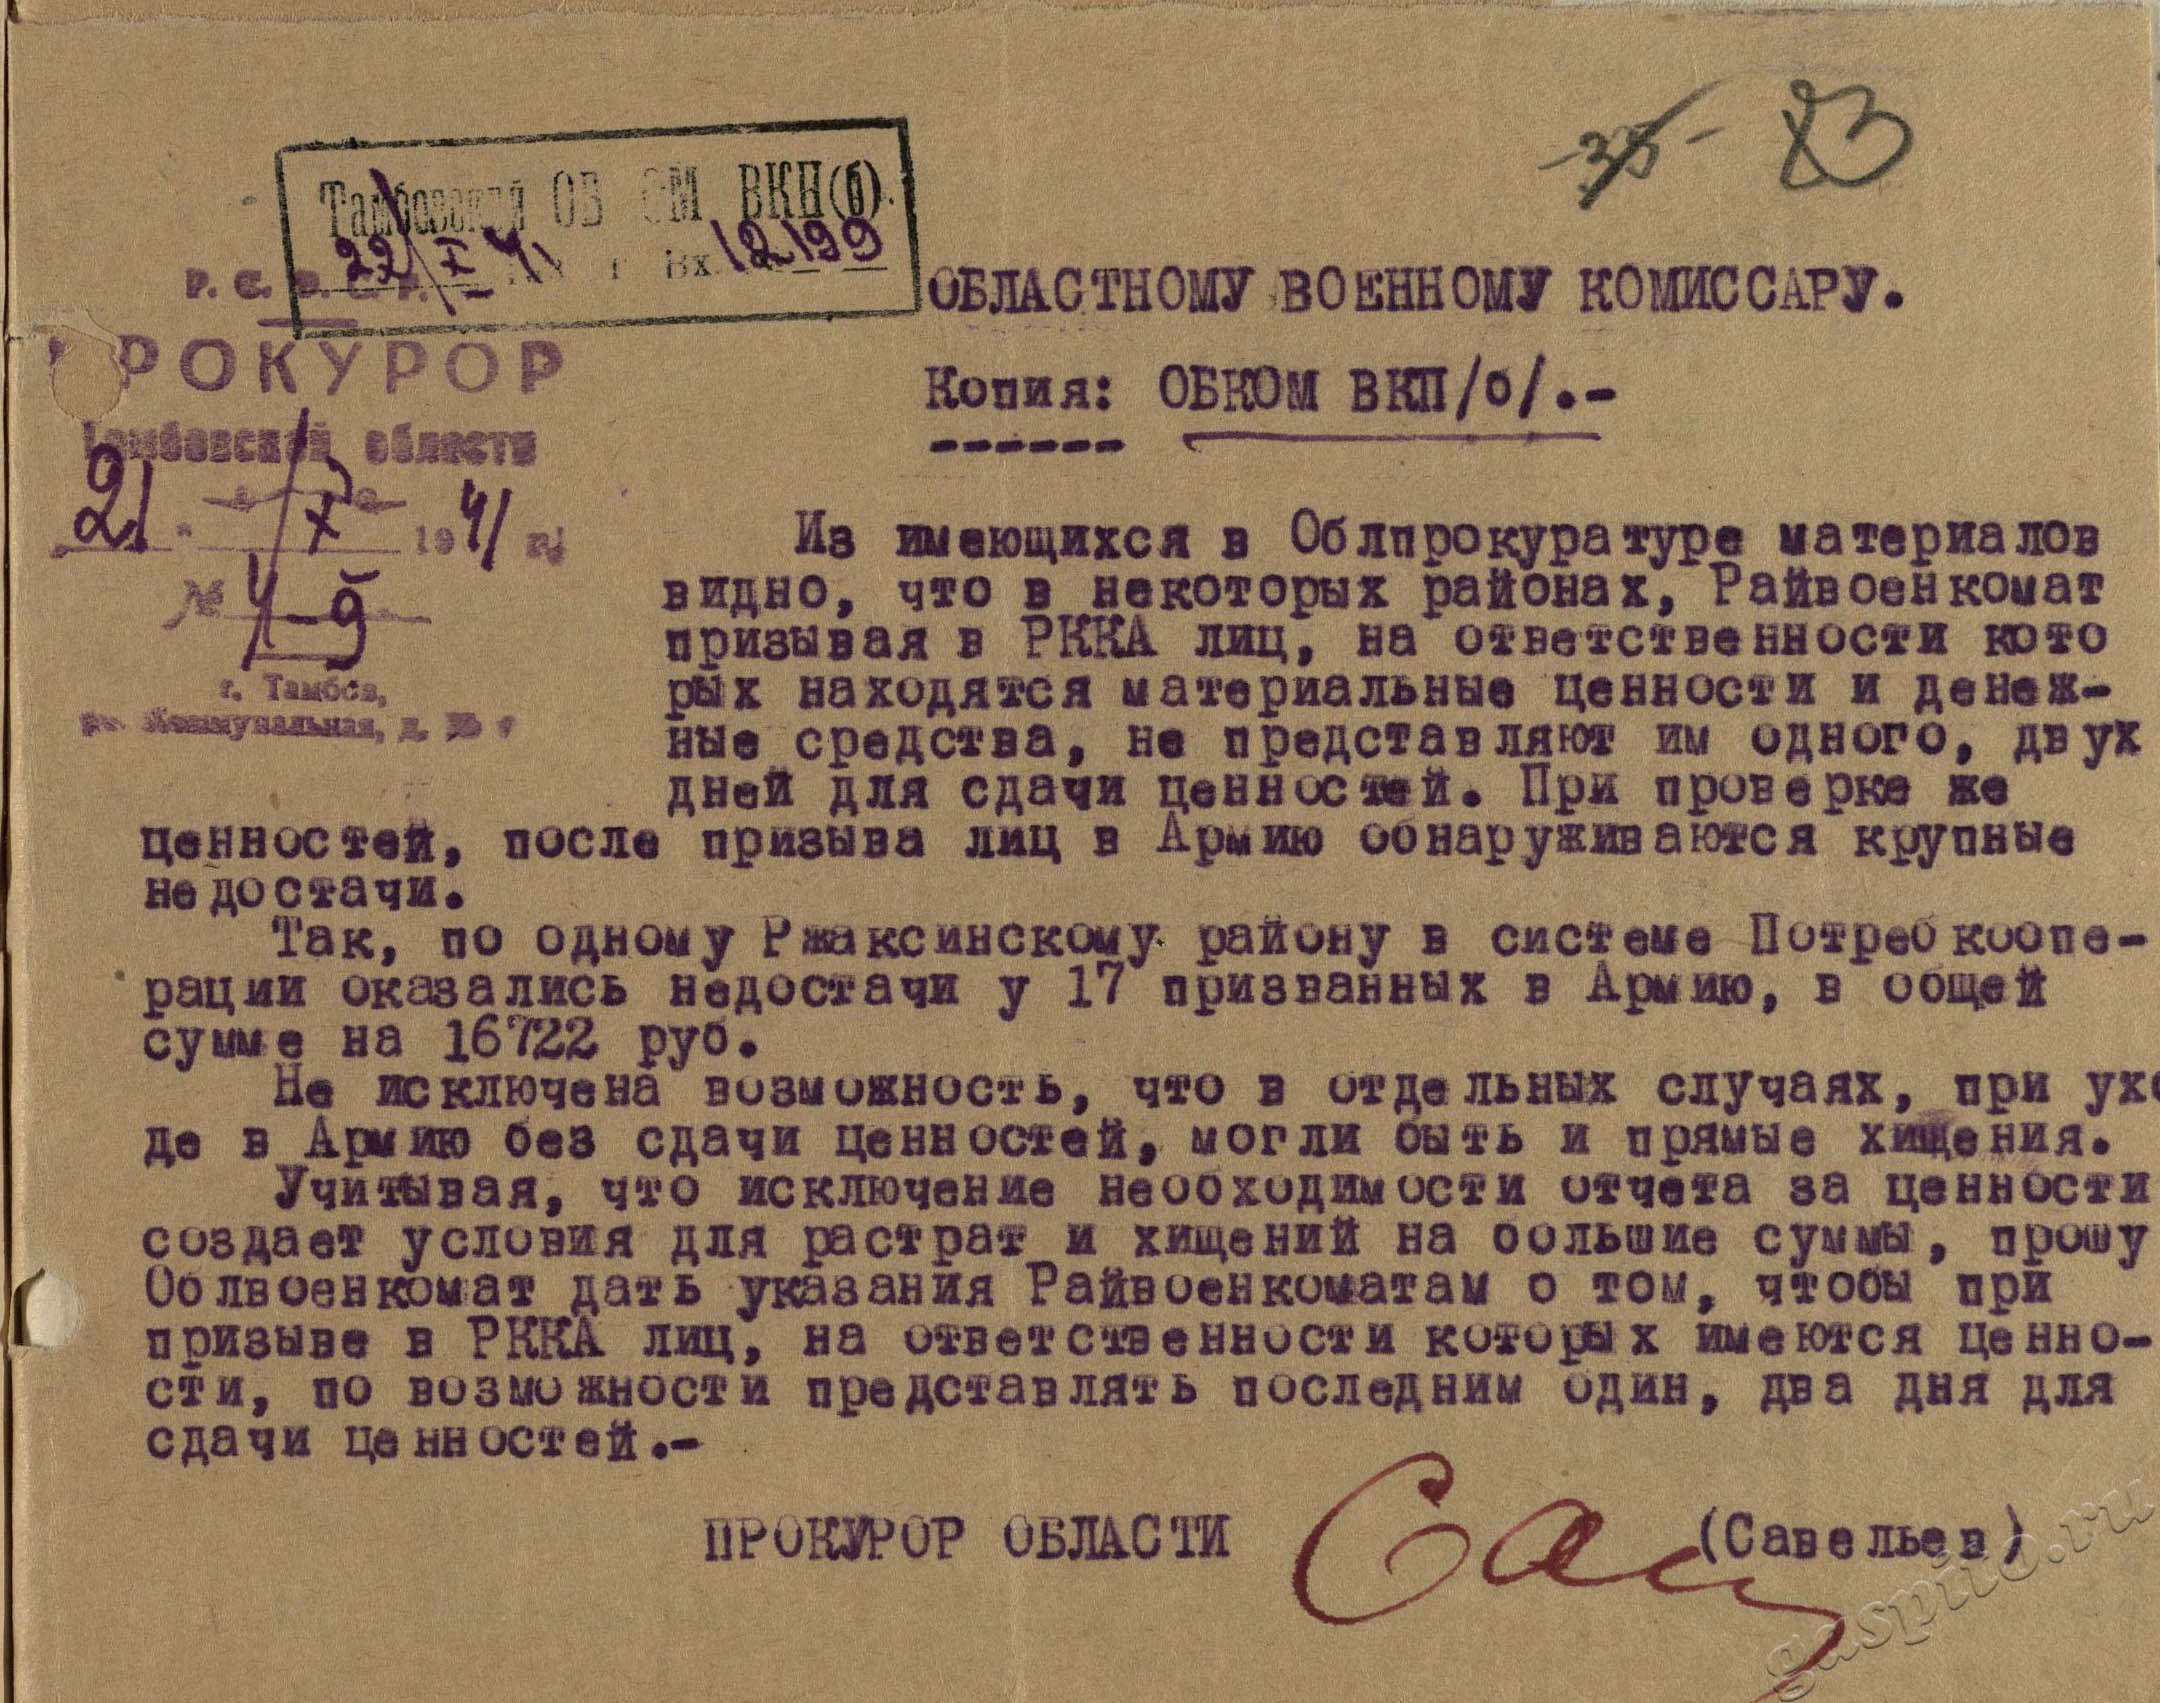 35 - 83
Тамбовский ОБ ОМ ВКП(б)
22/X 41 г Вх. 12199
Р. С. Ф. С. Р.
ПРОКУРОР
Тамбовской области
21 X 1941 г.
№ 4-9
г. Тамбов,
Коммунальная, д.
ОБЛАСТНОМУ ВОЕННОМУ КОМИССАРУ.
Копия: ОБКОМ ВКП/б/.-
Из имеющихся в Облпрокуратуре материалов
видно, что в некоторых районах, Райвоенкомат
призывая в РККА лиц, на ответственности кото
рых находятся материальные ценности и денеж-
ные средства, не представляют им одного, двух
дней для сдачи ценностей. При проверке же
ценностей, после призыва лиц в Армию обнаруживаются крупные
недостачи.
Так, по одному Ржаксинскому району в системе Потребкоопе-
рации оказались недостачи у 17 призванных в Армию, в общей
сумме на 16722 руб.
Не исключена возможность, что в отдельных случаях, при ухо
де в Армию без сдачи ценностей, могли быть и прямые хищения.
Учитывая, что исключение необходимости отчета за ценности
создает условия для растрат и хищений на большие суммы, прошу
Облвоенкомат дать указания Райвоенкоматам о том, чтобы при
призыве в РККА лиц, на ответственности которых имеются ценно-
сти, по возможности представлять последним один, два дня для
сдачи ценностей.-
ПРОКУРОР ОБЛАСТИ (Савельев)
gaspito.ru